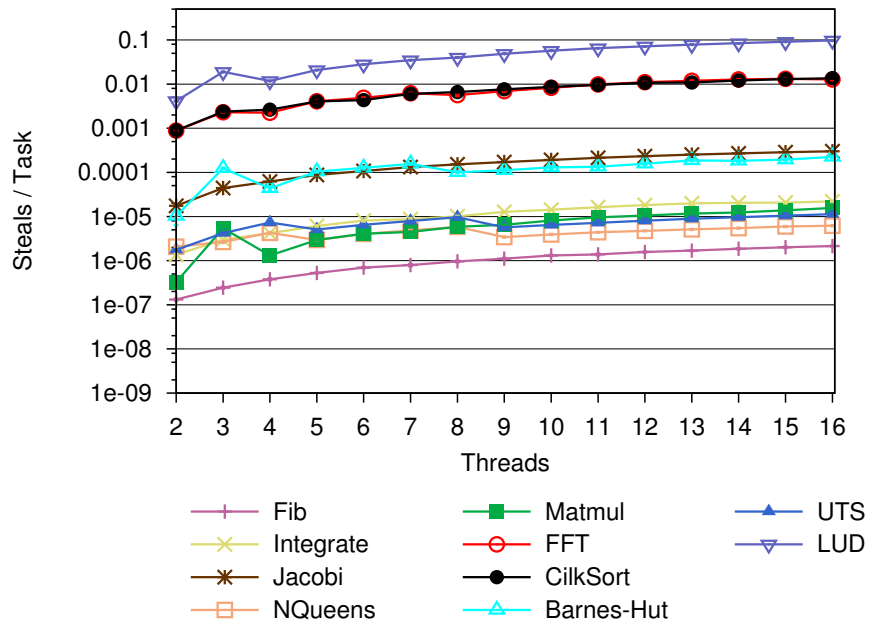 0.1
0.01
0.001
0.0001
1e-05
1e-06
1e-07
1e-08
1e-09
Steals / Task
2 3 4 5 6 7 8 9 10 11 12 13 14 15 16
Threads
Fib Matmul UTS
Integrate FFT LUD
Jacobi CilkSort
NQueens Barnes-Hut